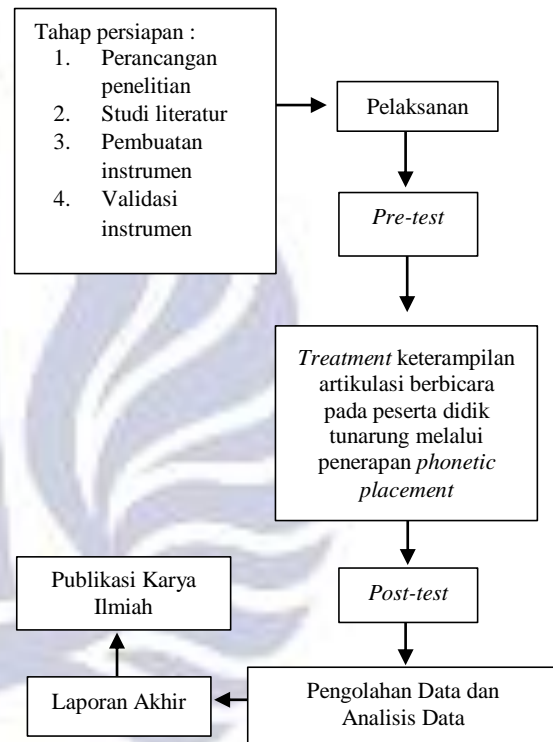 Tahap persiapan :
1. Perancangan
penelitian
2. Studi literatur
3. Pembuatan
instrumen
4. Validasi
instrumen
Pelaksanan
Pre-test
Treatment keterampilan
artikulasi berbicara
pada peserta didik
tunarung melalui
penerapan phonetic
placement
Post-test
Pengolahan Data dan
Analisis Data
Laporan Akhir
Publikasi Karya
Ilmiah